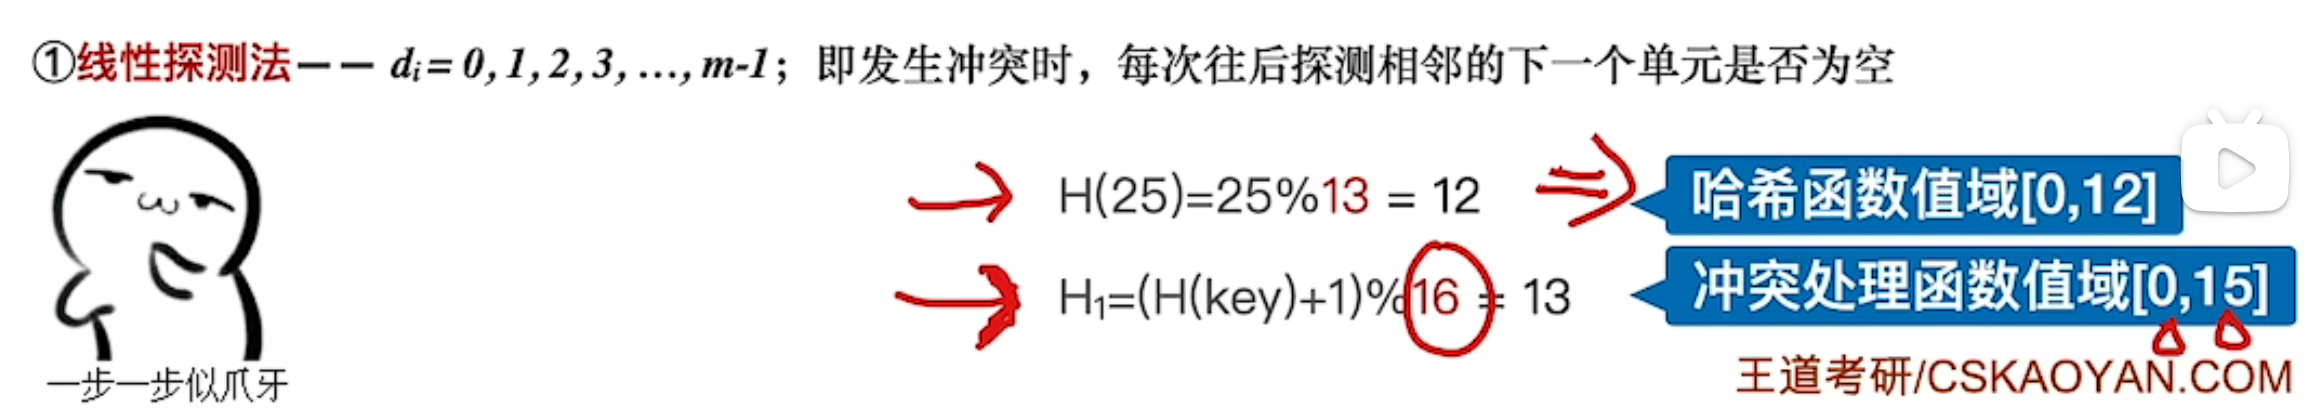 ①线性探测法—— dᵢ = 0, 1, 2, 3, …, m-1；即发生冲突时，每次往后探测相邻的下一个单元是否为空
H(25)=25%13 = 12
哈希函数值域[0,12]
H₁=(H(key)+1)%16 = 13
冲突处理函数值域[0,15]
一步一步似爪牙
王道考研/CSKAOYAN.COM